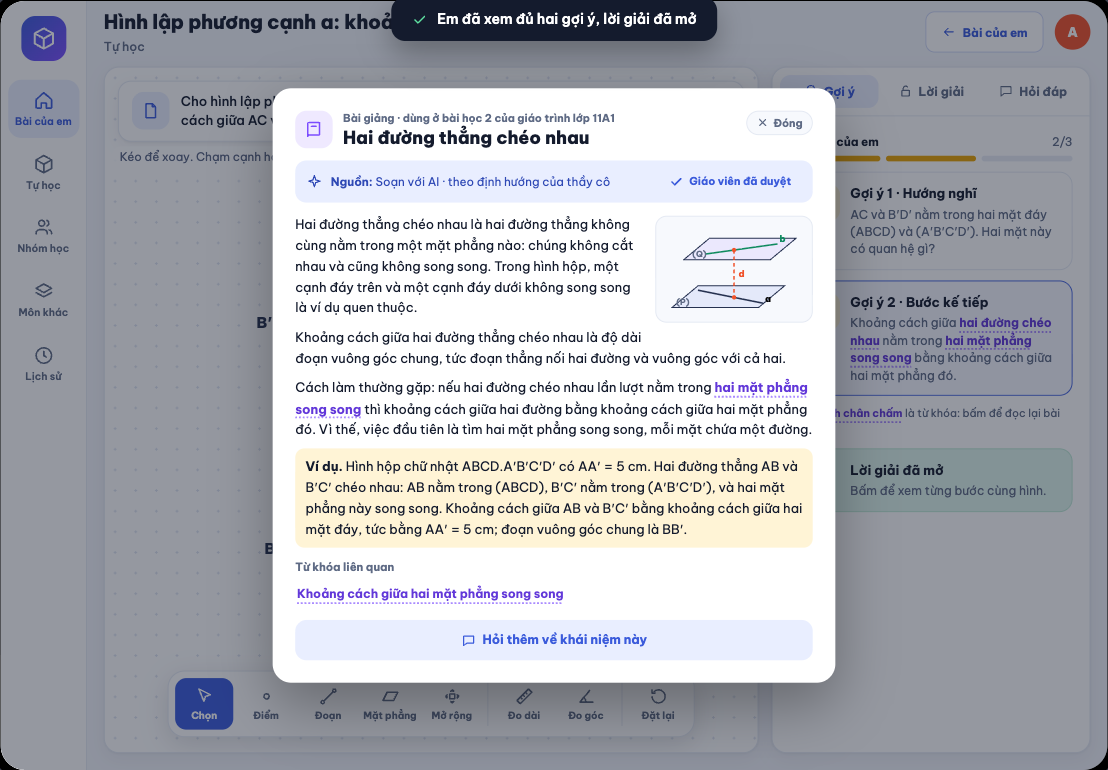 Hình lập phương cạnh a: khoả
Em đã xem đủ hai gợi ý, lời giải đã mở
Tự học
Bài của em
A
Bài của em
Tự học
Nhóm học
Môn khác
Lịch sử
Cho hình lập p
cách giữa AC v
Kéo để xoay. Chạm cạnh h
B′
B
Bài giảng · dùng ở bài học 2 của giáo trình lớp 11A1
Hai đường thẳng chéo nhau
Đóng
Nguồn: Soạn với AI · theo định hướng của thầy cô
Giáo viên đã duyệt
Hai đường thẳng chéo nhau là hai đường thẳng không
cùng nằm trong một mặt phẳng nào: chúng không cắt
nhau và cũng không song song. Trong hình hộp, một
cạnh đáy trên và một cạnh đáy dưới không song song
là ví dụ quen thuộc.
(Q)
b
d
(P)
a
Khoảng cách giữa hai đường thẳng chéo nhau là độ dài
đoạn vuông góc chung, tức đoạn thẳng nối hai đường và vuông góc với cả hai.
Cách làm thường gặp: nếu hai đường chéo nhau lần lượt nằm trong hai mặt phẳng
song song thì khoảng cách giữa hai đường bằng khoảng cách giữa hai mặt phẳng
đó. Vì thế, việc đầu tiên là tìm hai mặt phẳng song song, mỗi mặt chứa một đường.
Ví dụ. Hình hộp chữ nhật ABCD.A′B′C′D′ có AA′ = 5 cm. Hai đường thẳng AB và
B′C′ chéo nhau: AB nằm trong (ABCD), B′C′ nằm trong (A′B′C′D′), và hai mặt
phẳng này song song. Khoảng cách giữa AB và B′C′ bằng khoảng cách giữa hai
mặt đáy, tức bằng AA′ = 5 cm; đoạn vuông góc chung là BB′.
Từ khóa liên quan
Khoảng cách giữa hai mặt phẳng song song
Hỏi thêm về khái niệm này
Gợi ý
Lời giải
Hỏi đáp
của em
2/3
Gợi ý 1 · Hướng nghĩ
AC và B′D′ nằm trong hai mặt đáy
(ABCD) và (A′B′C′D′). Hai mặt này
có quan hệ gì?
Gợi ý 2 · Bước kế tiếp
Khoảng cách giữa hai đường chéo
nhau nằm trong hai mặt phẳng
song song bằng khoảng cách giữa
hai mặt phẳng đó.
h chân chấm là từ khóa: bấm để đọc lại bài
Lời giải đã mở
Bấm để xem từng bước cùng hình.
Chọn
Điểm
Đoạn
Mặt phẳng
Mở rộng
Đo dài
Đo góc
Đặt lại